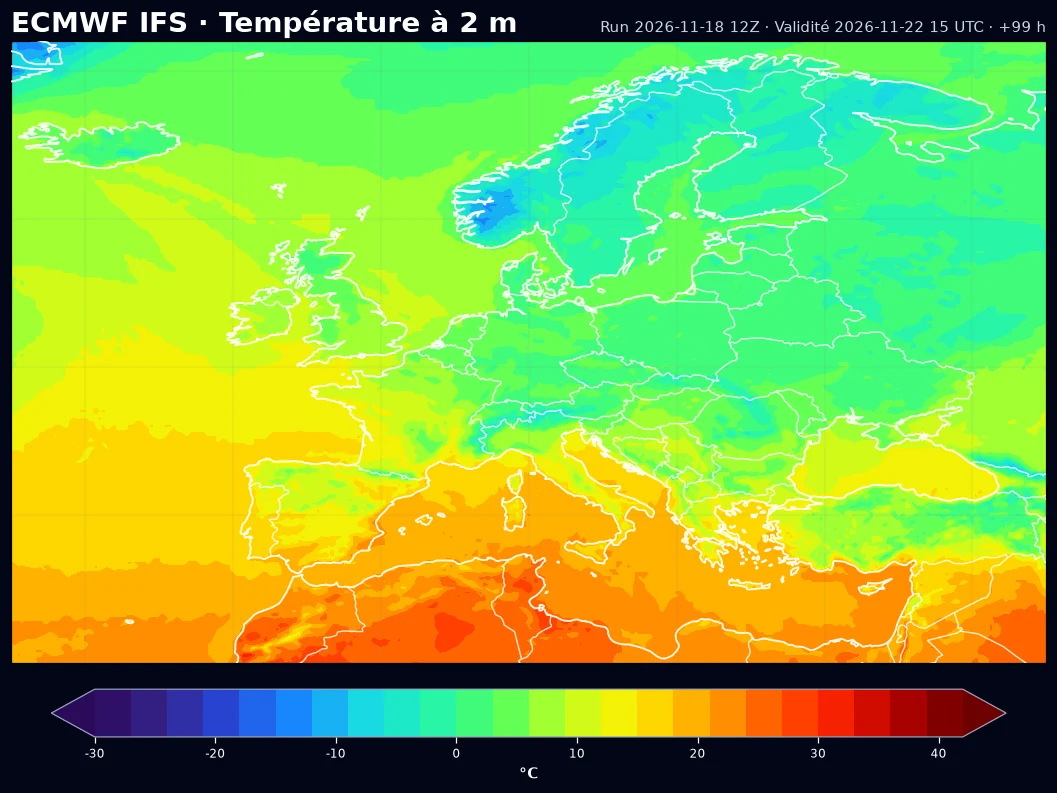 ECMWF IFS · Température à 2 m
Run 2026-11-18 12Z · Validité 2026-11-22 15 UTC · +99 h
-30 -20 -10 0 10 20 30 40
°C